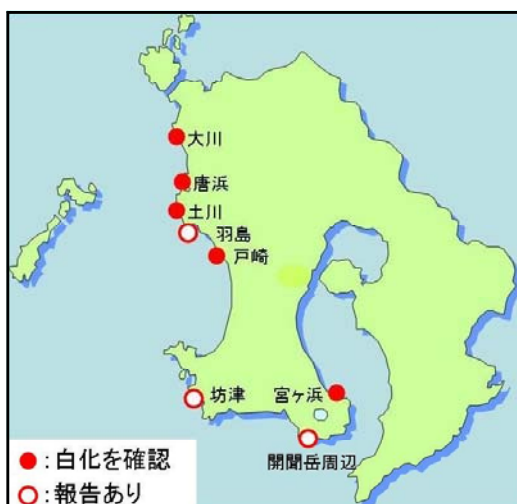 大川
唐浜
土川
羽島
戸崎
坊津
宮ヶ浜
開聞岳周辺
●:白化を確認
○:報告あり